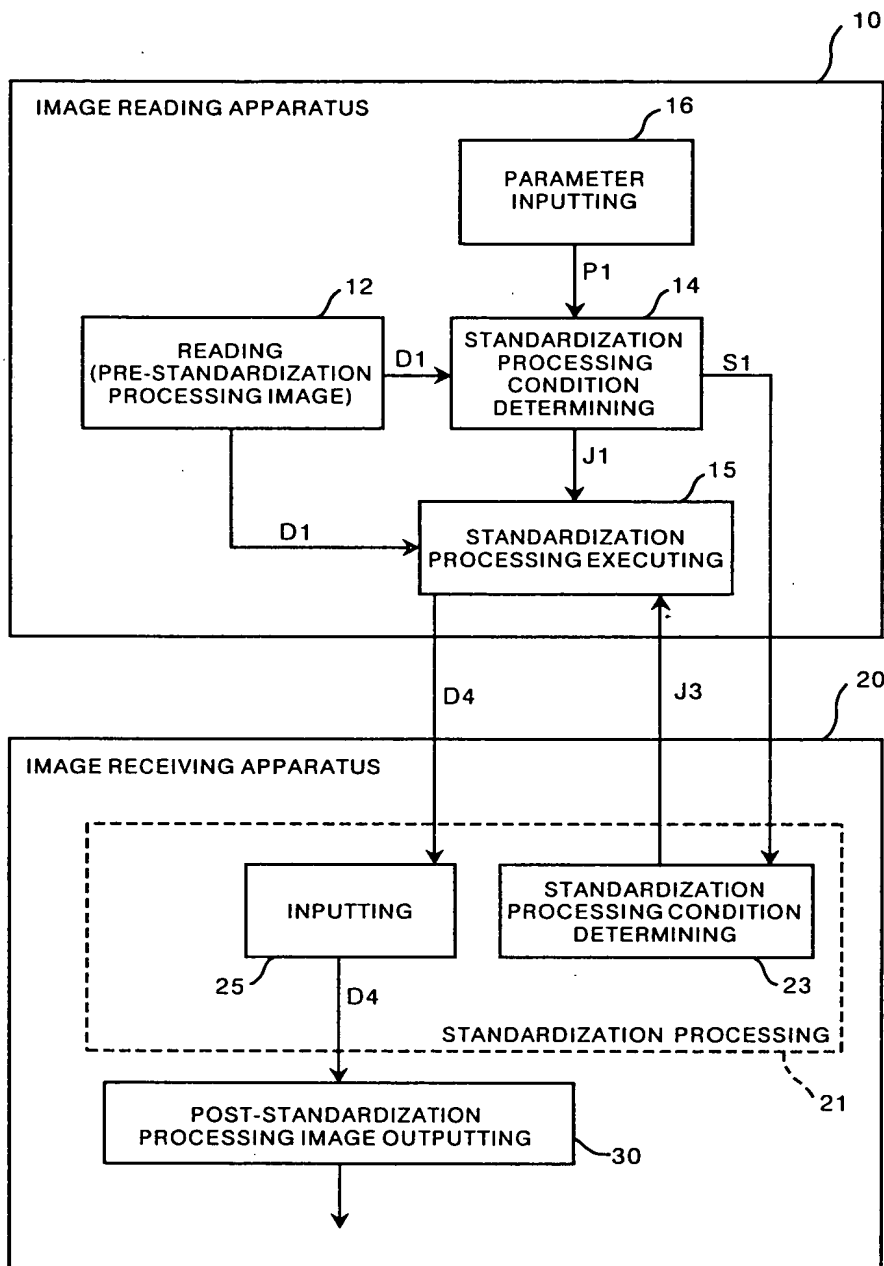 10
IMAGE READING APPARATUS
16
PARAMETER
INPUTTING
P1
12
14
READING
(PRE-STANDARDIZATION
PROCESSING IMAGE)
D1
STANDARDIZATION
PROCESSING
CONDITION
DETERMINING
S1
J1
15
D1
STANDARDIZATION
PROCESSING EXECUTING
D4
J3
20
IMAGE RECEIVING APPARATUS
INPUTTING
STANDARDIZATION
PROCESSING CONDITION
DETERMINING
25
23
D4
STANDARDIZATION PROCESSING
21
POST-STANDARDIZATION
PROCESSING IMAGE OUTPUTTING
30